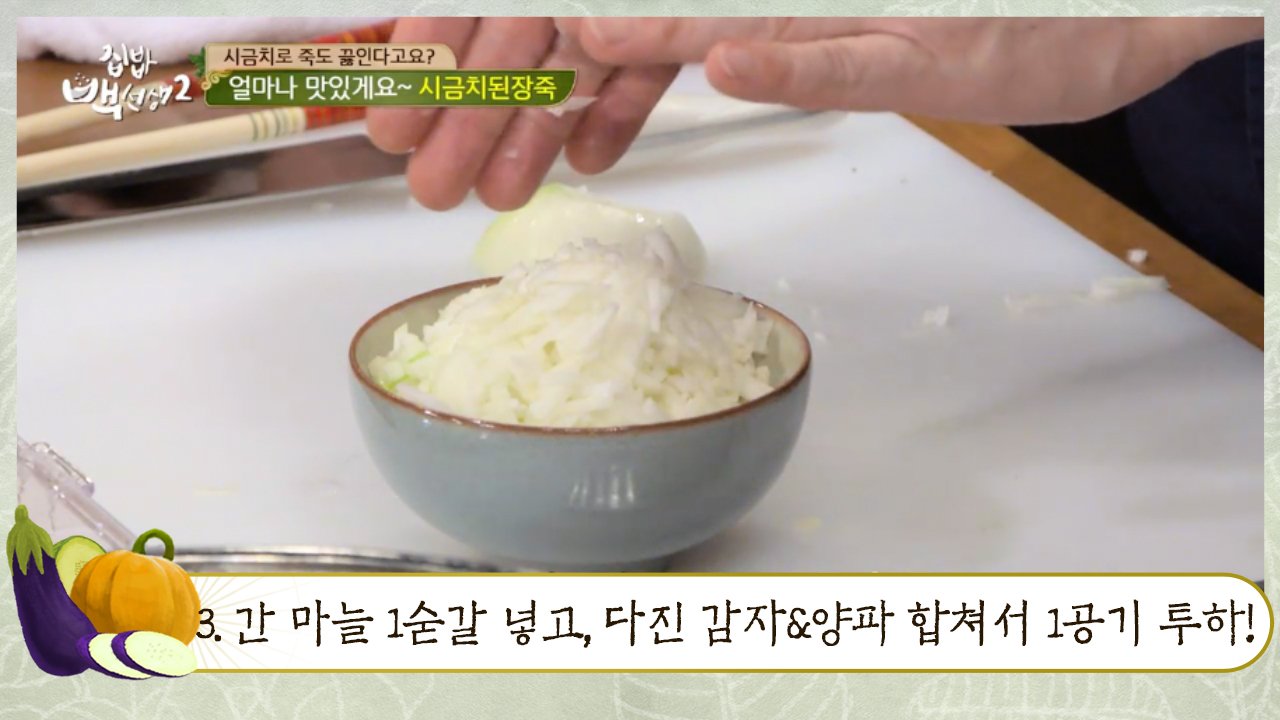 집밥
백선생2
시금치로 죽도 끓인다고요?
얼마나 맛있게요~ 시금치된장죽
3. 간 마늘 1숟갈 넣고, 다진 감자&양파 합쳐서 1공기 투하!